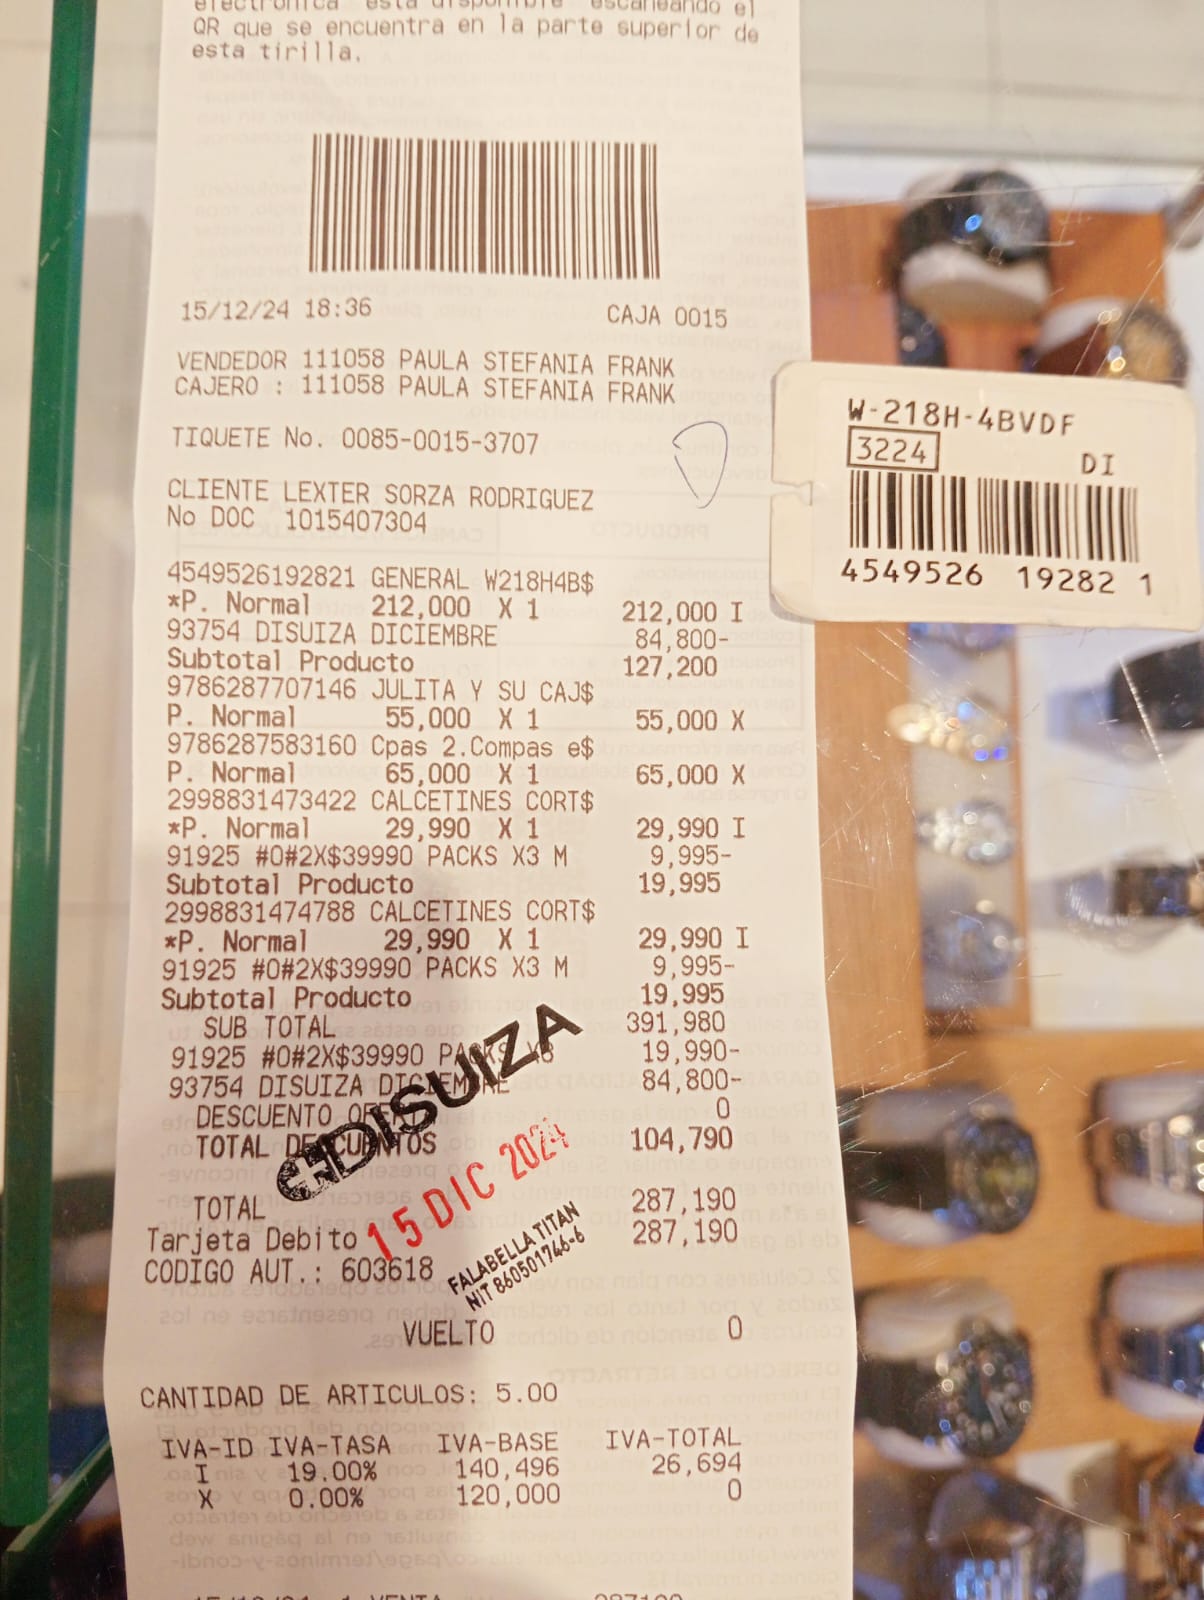 electrónica está disponible escaneando el
QR que se encuentra en la parte superior de
esta tirilla.
15/12/24 18:36 CAJA 0015
VENDEDOR 111058 PAULA STEFANIA FRANK
CAJERO : 111058 PAULA STEFANIA FRANK
TIQUETE No. 0085-0015-3707
CLIENTE LEXTER SORZA RODRIGUEZ
No DOC 1015407304
4549526192821 GENERAL W218H4B$
*P. Normal 212,000 X 1 212,000 I
93754 DISUIZA DICIEMBRE 84,800-
Subtotal Producto 127,200
9786287707146 JULITA Y SU CAJ$
P. Normal 55,000 X 1 55,000 X
9786287583160 Cpas 2.Compas e$
P. Normal 65,000 X 1 65,000 X
2998831473422 CALCETINES CORT$
*P. Normal 29,990 X 1 29,990 I
91925 #0#2X$39990 PACKS X3 M 9,995-
Subtotal Producto 19,995
2998831474788 CALCETINES CORT$
*P. Normal 29,990 X 1 29,990 I
91925 #0#2X$39990 PACKS X3 M 9,995-
Subtotal Producto 19,995
SUB TOTAL 391,980
91925 #0#2X$39990 PACKS X3 19,990-
93754 DISUIZA DICIEMBRE 84,800-
DESCUENTO 0
TOTAL DESCUENTOS 104,790
TOTAL 287,190
Tarjeta Debito 287,190
CODIGO AUT.: 603618
VUELTO 0
CANTIDAD DE ARTICULOS: 5.00
IVA-ID IVA-TASA IVA-BASE IVA-TOTAL
I 19.00% 140,496 26,694
X 0.00% 120,000 0
DISUIZA
15 DIC 2024
FALABELLA TITAN
NIT 860501746-6
W-218H-4BVDF
3224 DI
4549526 19282 1